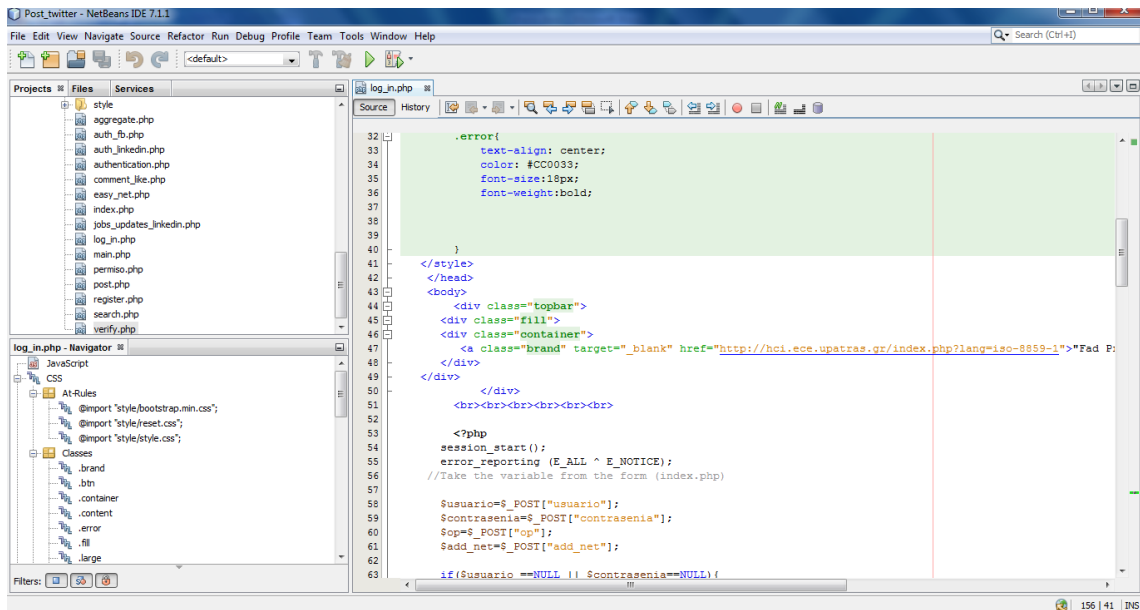 Post_twitter - NetBeans IDE 7.1.1
File Edit View Navigate Source Refactor Run Debug Profile Team Tools Window Help
Search (Ctrl+I)
<default>
Projects Files Services
style
aggregate.php
auth_fb.php
auth_linkedin.php
authentication.php
comment_like.php
easy_net.php
index.php
jobs_updates_linkedin.php
log_in.php
main.php
permiso.php
post.php
register.php
search.php
verify.php
log_in.php - Navigator
JavaScript
CSS
At-Rules
@import "style/bootstrap.min.css";
@import "style/reset.css";
@import "style/style.css";
Classes
.brand
.btn
.container
.content
.error
.fill
.large
Filters:
log_in.php
Source History
32 .error{
33 text-align: center;
34 color: #CC0033;
35 font-size:18px;
36 font-weight:bold;
37
38
39
40 }
41 </style>
42 </head>
43 <body>
44 <div class="topbar">
45 <div class="fill">
46 <div class="container">
47 <a class="brand" target="_blank" href="http://hci.ece.upatras.gr/index.php?lang=iso-8859-1">"Fad P
48 </div>
49 </div>
50 </div>
51 <br><br><br><br><br><br>
52
53 <?php
54 session_start();
55 error_reporting (E_ALL ^ E_NOTICE);
56 //Take the variable from the form (index.php)
57
58 $usuario=$_POST["usuario"];
59 $contrasenia=$_POST["contrasenia"];
60 $op=$_POST["op"];
61 $add_net=$_POST["add_net"];
62
63 if($usuario ==NULL || $contrasenia==NULL){
156 | 41 INS